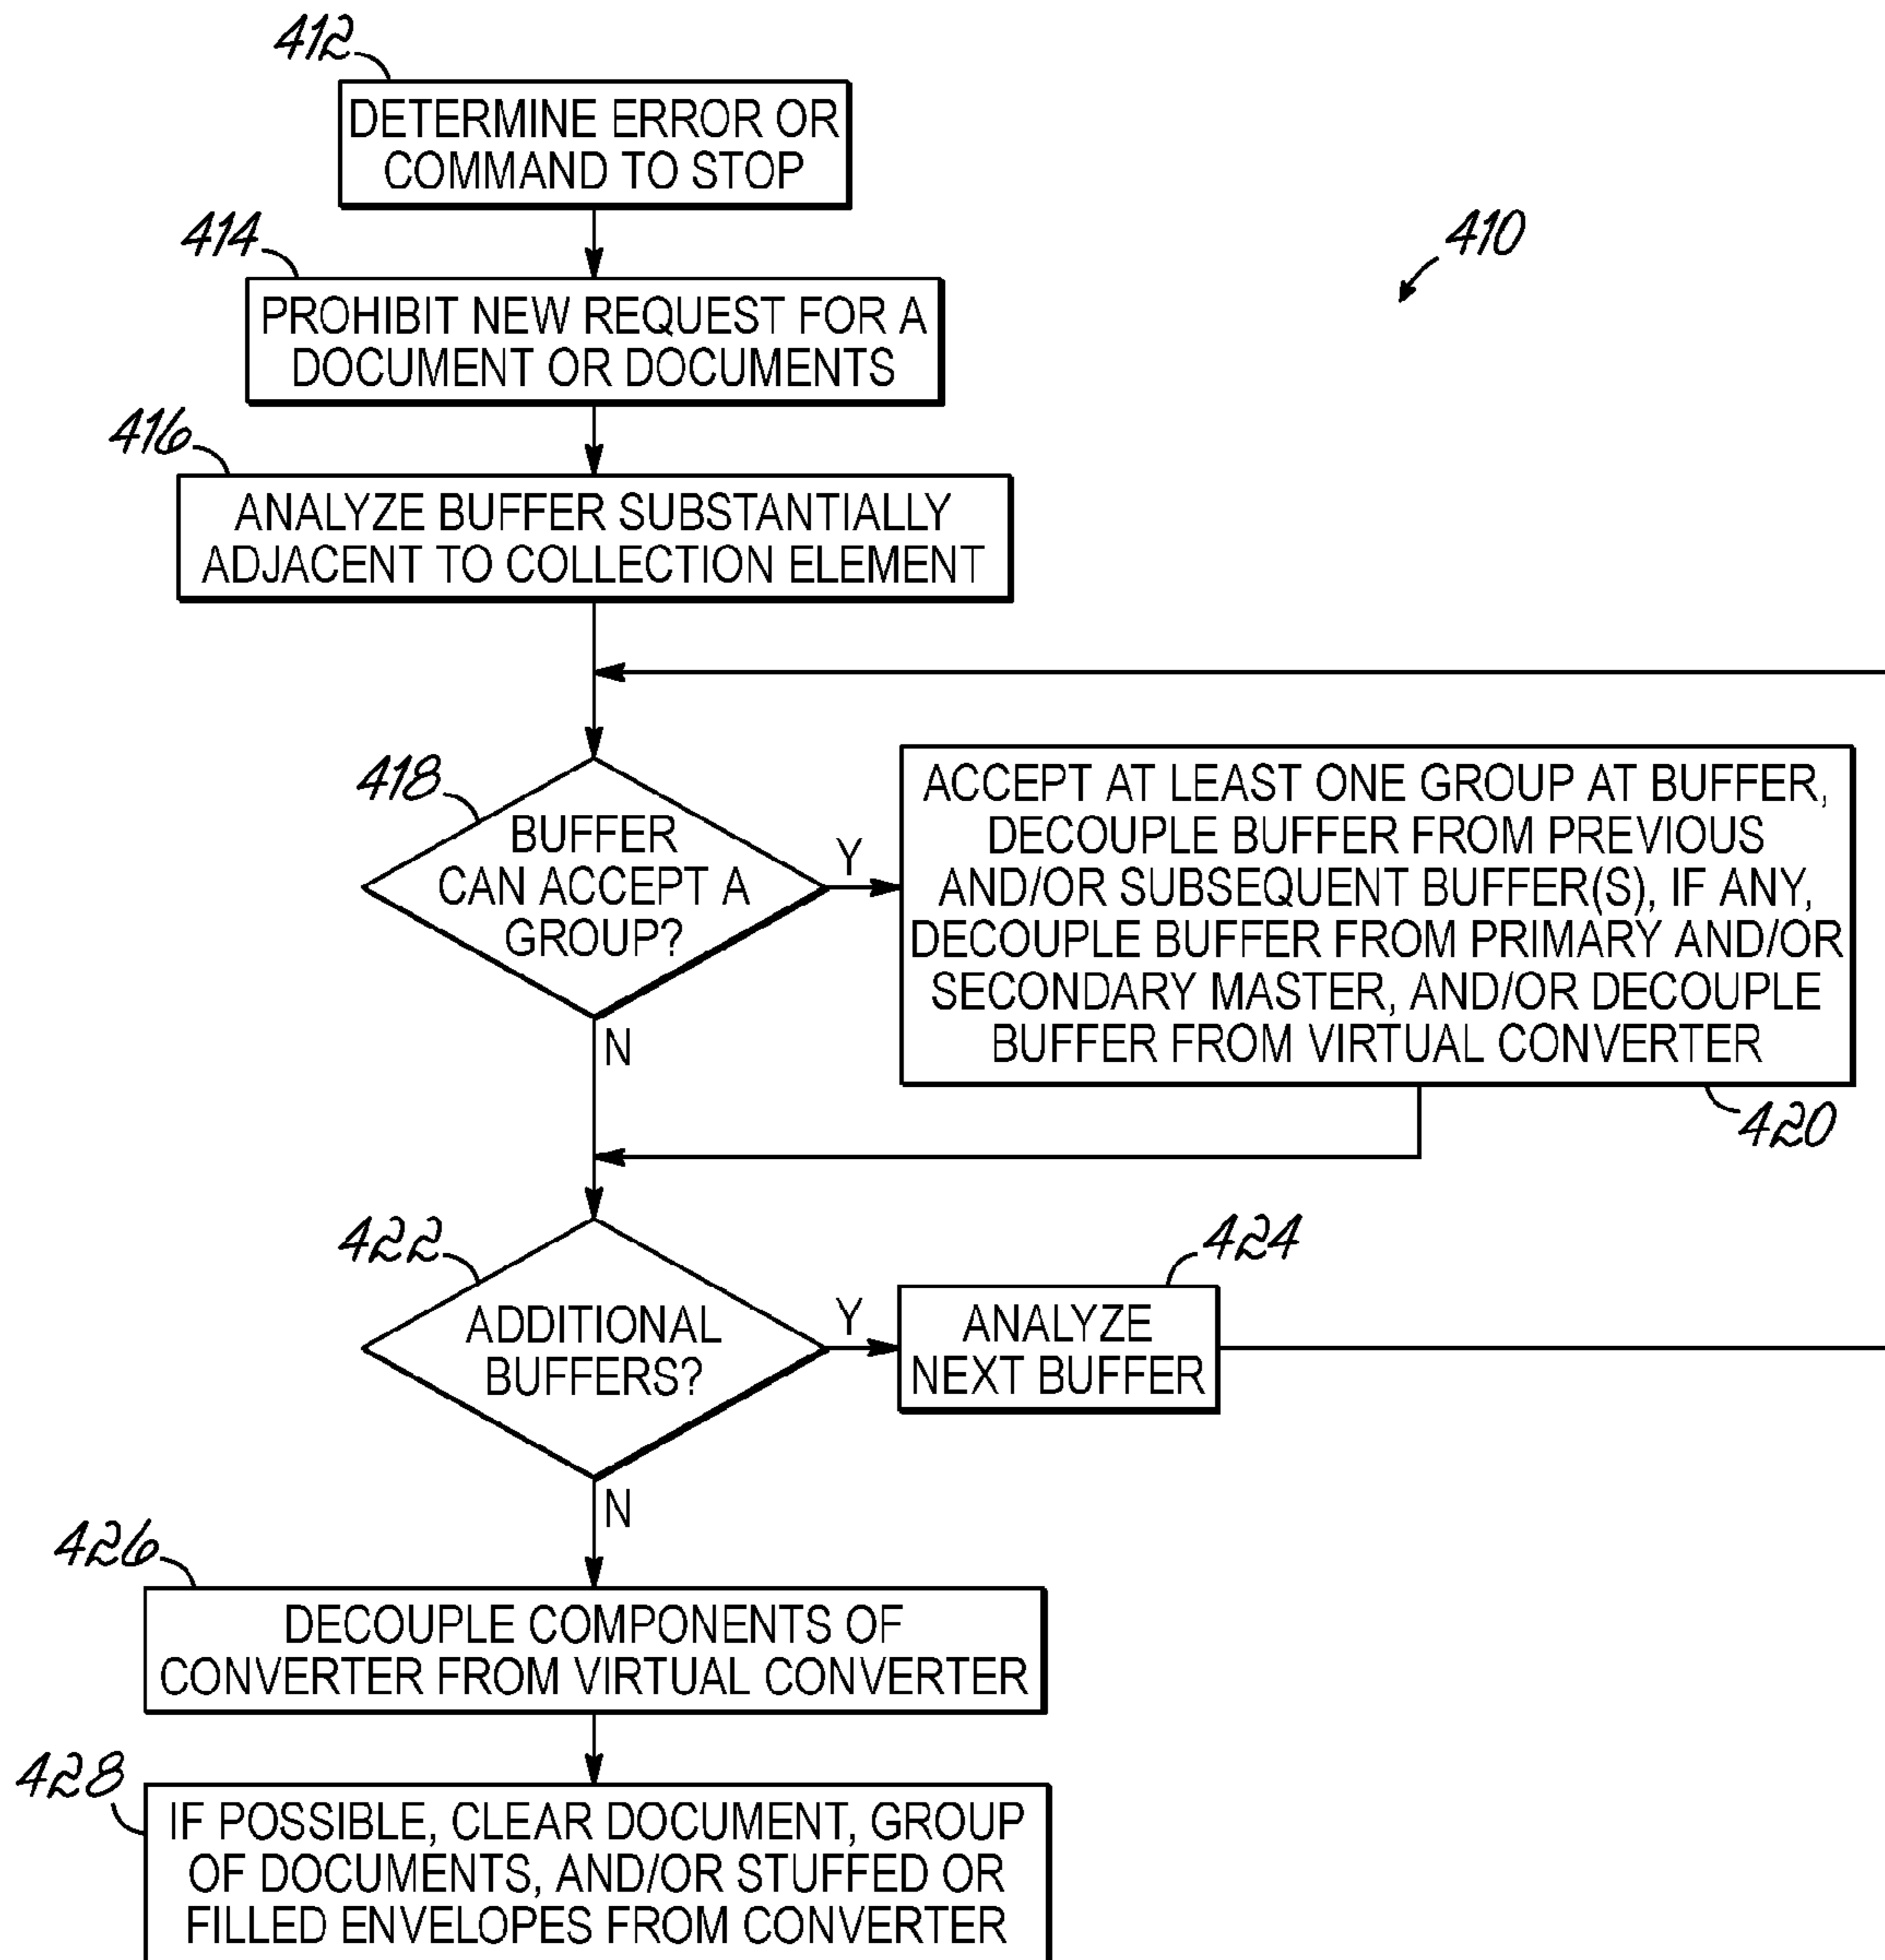 412
DETERMINE ERROR OR
COMMAND TO STOP
410
414
PROHIBIT NEW REQUEST FOR A
DOCUMENT OR DOCUMENTS
416
ANALYZE BUFFER SUBSTANTIALLY
ADJACENT TO COLLECTION ELEMENT
418
BUFFER
CAN ACCEPT A
GROUP?
Y
N
ACCEPT AT LEAST ONE GROUP AT BUFFER,
DECOUPLE BUFFER FROM PREVIOUS
AND/OR SUBSEQUENT BUFFER(S), IF ANY,
DECOUPLE BUFFER FROM PRIMARY AND/OR
SECONDARY MASTER, AND/OR DECOUPLE
BUFFER FROM VIRTUAL CONVERTER
420
422
ADDITIONAL
BUFFERS?
Y
N
424
ANALYZE
NEXT BUFFER
426
DECOUPLE COMPONENTS OF
CONVERTER FROM VIRTUAL CONVERTER
428
IF POSSIBLE, CLEAR DOCUMENT, GROUP
OF DOCUMENTS, AND/OR STUFFED OR
FILLED ENVELOPES FROM CONVERTER